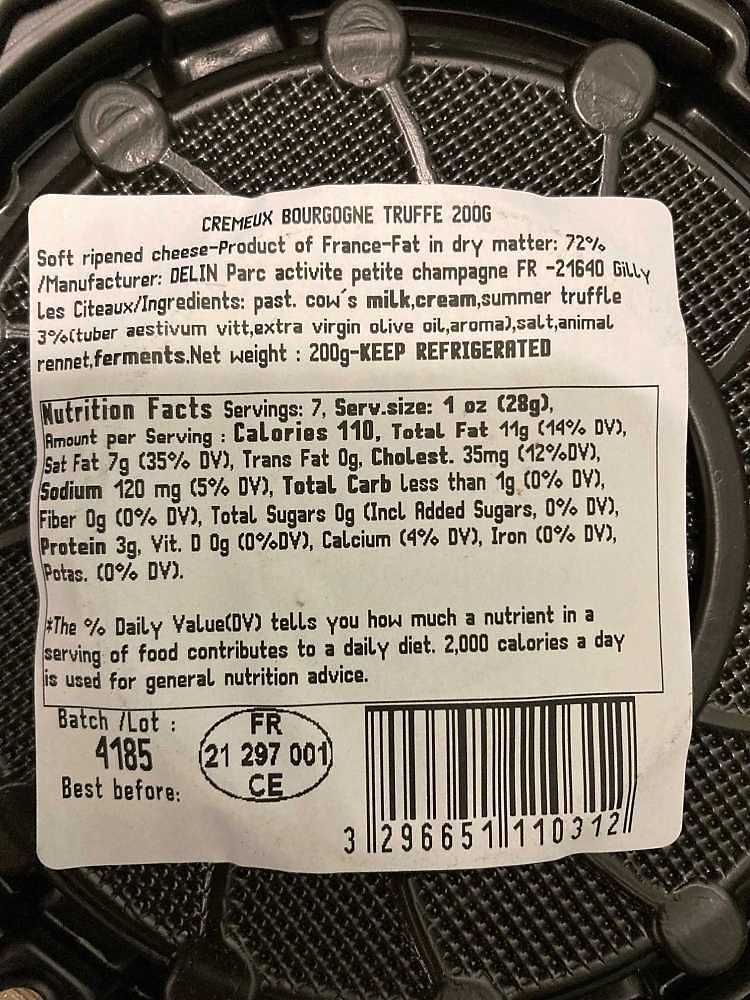 CREMEUX BOURGOGNE TRUFFE 200G
Soft ripened cheese-Product of France-Fat in dry matter: 72%
/Manufacturer: DELIN Parc activite petite champagne FR -21640 GILLY
Les Citeaux/Ingredients: past. cow's milk,cream,summer truffle
3%(tuber aestivum vitt,extra virgin olive oil,aroma),salt,animal
rennet,ferments.Net weight : 200g-KEEP REFRIGERATED
Nutrition Facts Servings: 7, Serv.size: 1 oz (28g),
Amount per Serving : Calories 110, Total Fat 11g (14% DV),
Sat Fat 7g (35% DV), Trans Fat 0g, Cholest. 35mg (12%DV),
Sodium 120 mg (5% DV), Total Carb Less than 1g (0% DV),
Fiber 0g (0% DV), Total Sugars 0g (Incl Added Sugars, 0% DV),
Protein 3g, Vit. D 0g (0%DV), Calcium (4% DV), Iron (0% DV),
Potas. (0% DV).
*The % Daily Value(DV) tells you how much a nutrient in a
serving of food contributes to a daily diet. 2,000 calories a day
is used for general nutrition advice.
Batch /Lot :
4185
Best before:
FR
21 297 001
CE
3 296651 110312